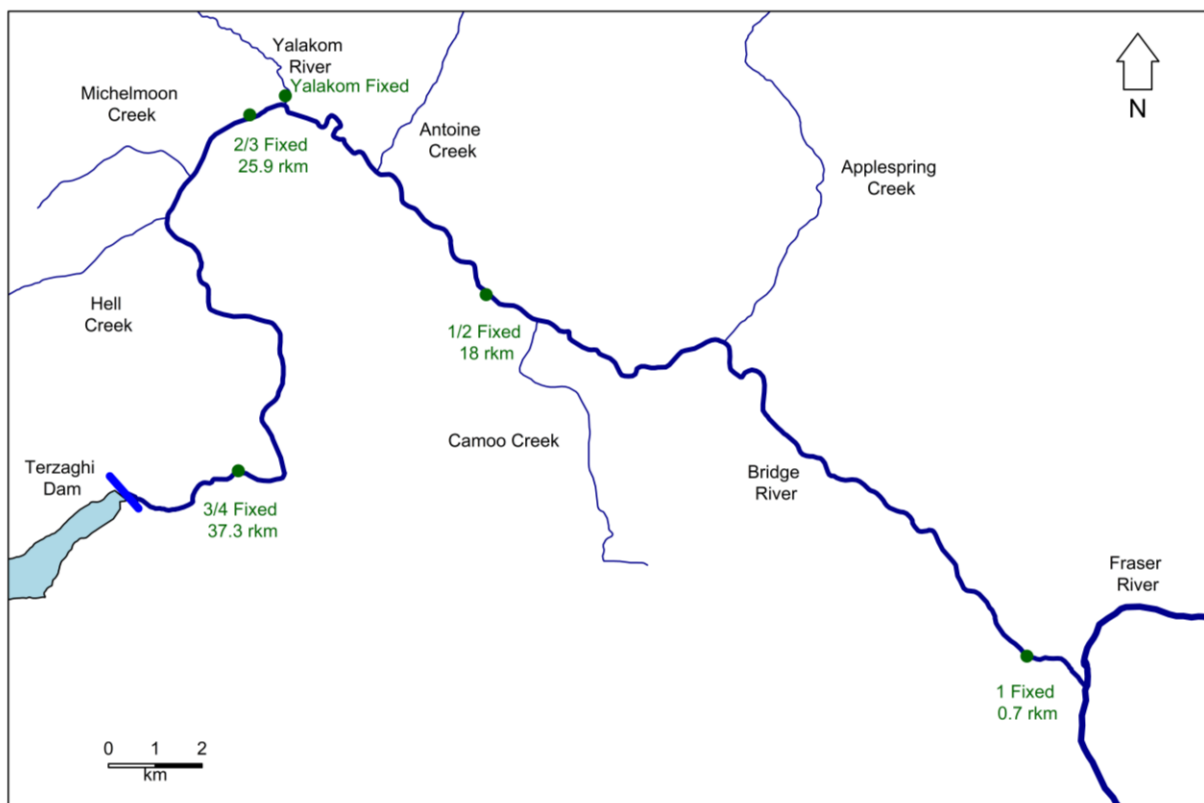 Yalakom
River
Yalakom Fixed
Michelmoon
Creek
2/3 Fixed
25.9 rkm
Antoine
Creek
Applespring
Creek
N
Hell
Creek
1/2 Fixed
18 rkm
Camoo Creek
Terzaghi
Dam
3/4 Fixed
37.3 rkm
Bridge
River
Fraser
River
1 Fixed
0.7 rkm
0 1 2
km